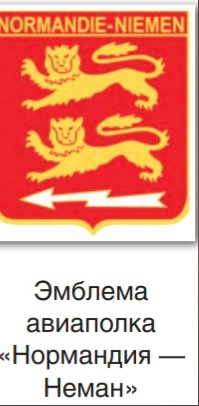 NORMANDIE-NIEMEN
Эмблема
авиаполка
«Нормандия —
Неман»